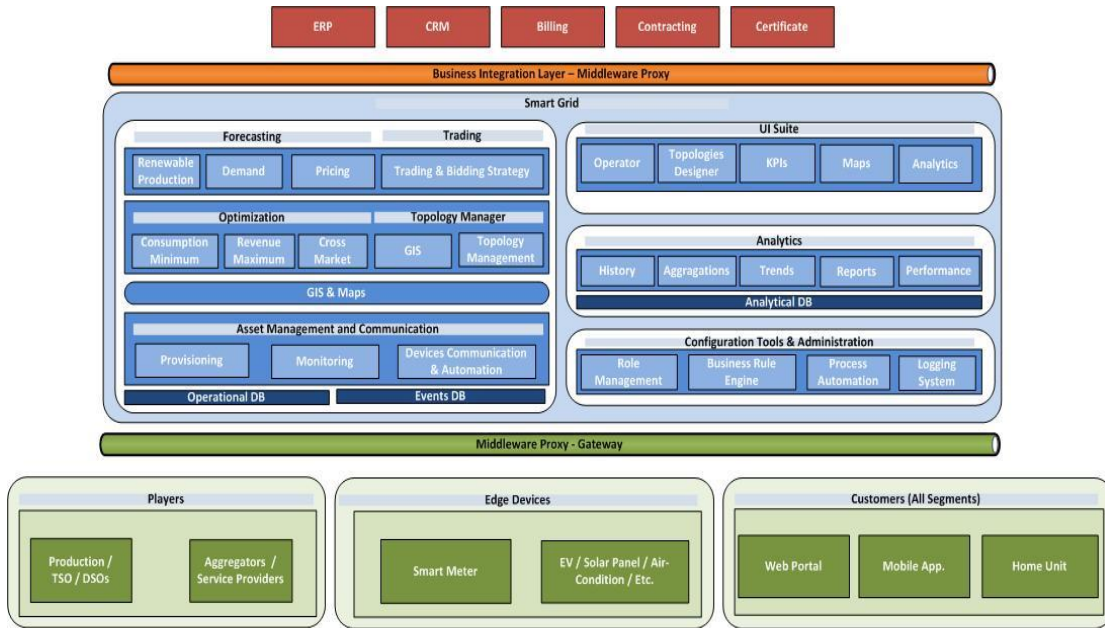 ERP
CRM
Billing
Contracting
Certificate
Business Integration Layer – Middleware Proxy
Smart Grid
Forecasting
Trading
Renewable
Production
Demand
Pricing
Trading & Bidding Strategy
Optimization
Topology Manager
Consumption
Minimum
Revenue
Maximum
Cross
Market
GIS
Topology
Management
GIS & Maps
Asset Management and Communication
Provisioning
Monitoring
Devices Communication
& Automation
Operational DB
Events DB
UI Suite
Operator
Topologies
Designer
KPIs
Maps
Analytics
Analytics
History
Aggragations
Trends
Reports
Performance
Analytical DB
Configuration Tools & Administration
Role
Management
Business Rule
Engine
Process
Automation
Logging
System
Middleware Proxy - Gateway
Players
Production /
TSO / DSOs
Aggregators /
Service Providers
Edge Devices
Smart Meter
EV / Solar Panel / Air-
Condition / Etc.
Customers (All Segments)
Web Portal
Mobile App.
Home Unit